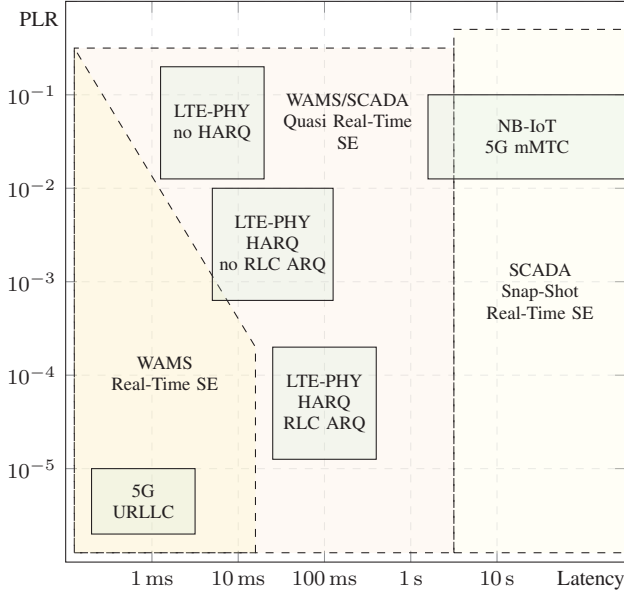 PLR
10⁻¹
10⁻²
10⁻³
10⁻⁴
10⁻⁵
LTE-PHY
no HARQ
WAMS/SCADA
Quasi Real-Time
SE
NB-IoT
5G mMTC
LTE-PHY
HARQ
no RLC ARQ
SCADA
Snap-Shot
Real-Time SE
WAMS
Real-Time SE
LTE-PHY
HARQ
RLC ARQ
5G
URLLC
1 ms
10 ms
100 ms
1 s
10 s
Latency